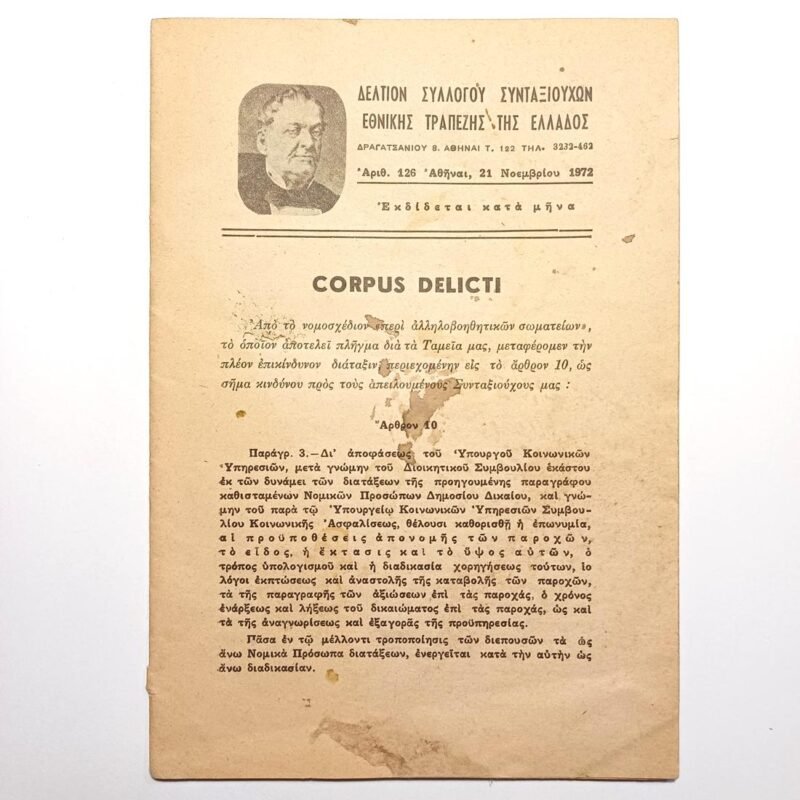 ΔΕΛΤΙΟΝ ΣΥΛΛΟΓΟΥ ΣΥΝΤΑΞΙΟΥΧΩΝ
ΕΘΝΙΚΗΣ ΤΡΑΠΕΖΗΣ ΤΗΣ ΕΛΛΑΔΟΣ
ΔΡΑΓΑΤΣΑΝΙΟΥ 8. ΑΘΗΝΑΙ Τ. 122 ΤΗΛ. 3232-462
Ἀριθ. 126 Ἀθῆναι, 21 Νοεμβρίου 1972
Ἐκδίδεται κατὰ μῆνα
CORPUS DELICTI
Ἀπὸ τὸ νομοσχέδιον «περὶ ἀλληλοβοηθητικῶν σωματείων»,
τὸ ὁποῖον ἀποτελεῖ πλῆγμα διὰ τὰ Ταμεῖα μας, μεταφέρομεν τὴν
πλέον ἐπικίνδυνον διάταξιν, περιεχομένην εἰς τὸ ἄρθρον 10, ὡς
σῆμα κινδύνου πρὸς τοὺς ἀπειλουμένους Συνταξιούχους μας :
Ἄρθρον 10
Παράγρ. 3.—Δι' ἀποφάσεως τοῦ Ὑπουργοῦ Κοινωνικῶν
Ὑπηρεσιῶν, μετὰ γνώμην τοῦ Διοικητικοῦ Συμβουλίου ἑκάστου
ἐκ τῶν δυνάμει τῶν διατάξεων τῆς προηγουμένης παραγράφου
καθισταμένων Νομικῶν Προσώπων Δημοσίου Δικαίου, καὶ γνώ-
μην τοῦ παρὰ τῷ Ὑπουργείῳ Κοινωνικῶν Ὑπηρεσιῶν Συμβου-
λίου Κοινωνικῆς Ἀσφαλίσεως, θέλουσι καθορισθῇ ἡ ἐπωνυμία,
αἱ προϋποθέσεις ἀπονομῆς τῶν παροχῶν,
τὸ εἶδος, ἡ ἔκτασις καὶ τὸ ὕψος αὐτῶν, ὁ
τρόπος ὑπολογισμοῦ καὶ ἡ διαδικασία χορηγήσεως τούτων, ἱο
λόγοι ἐκπτώσεως καὶ ἀναστολῆς τῆς καταβολῆς τῶν παροχῶν,
τὰ τῆς παραγραφῆς τῶν ἀξιώσεων ἐπὶ τὰς παροχάς, ὁ χρόνος
ἐνάρξεως καὶ λήξεως τοῦ δικαιώματος ἐπὶ τὰς παροχάς, ὡς καὶ
τὰ τῆς ἀναγνωρίσεως καὶ ἐξαγορᾶς τῆς προϋπηρεσίας.
Πᾶσα ἐν τῷ μέλλοντι τροποποίησις τῶν διεπουσῶν τὰ ὡς
ἄνω Νομικὰ Πρόσωπα διατάξεων, ἐνεργεῖται κατὰ τὴν αὐτὴν ὡς
ἄνω διαδικασίαν.